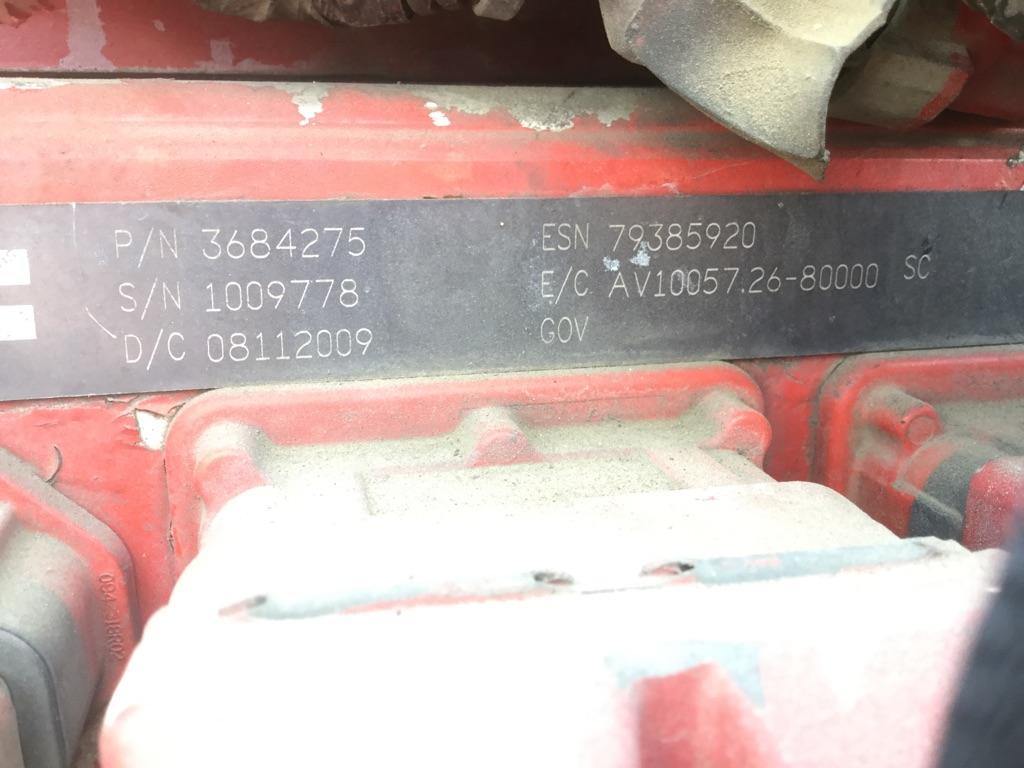 P/N 3684275
S/N 1009778
D/C 08112009
ESN 79385920
E/C AV10057.26-80000 SC
GOV